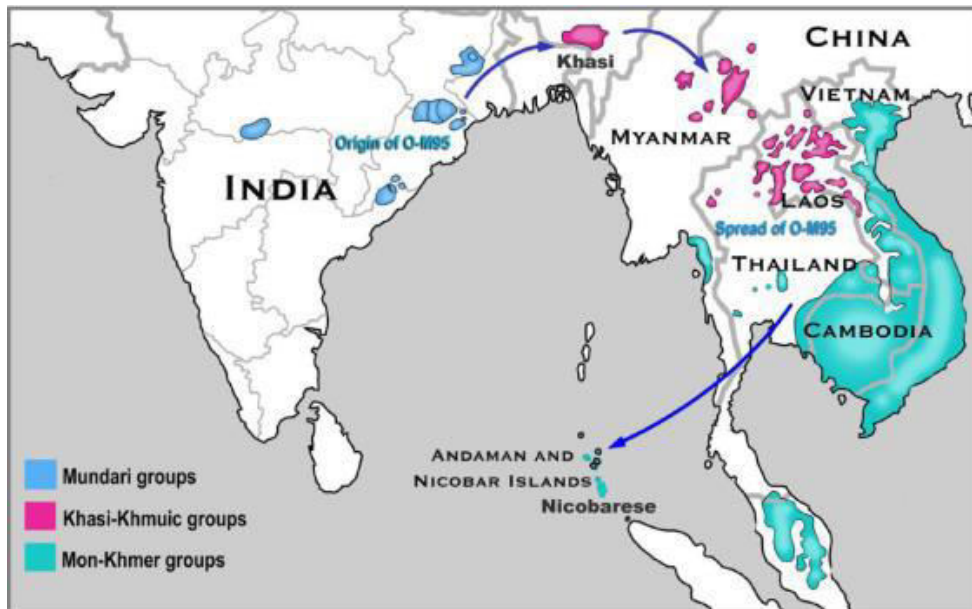 CHINA
Khasi
VIETNAM
MYANMAR
Origin of O-M95
INDIA
LAOS
Spread of O-M95
THAILAND
CAMBODIA
ANDAMAN AND
NICOBAR ISLANDS
Nicobarese
Mundari groups
Khasi-Khmuic groups
Mon-Khmer groups